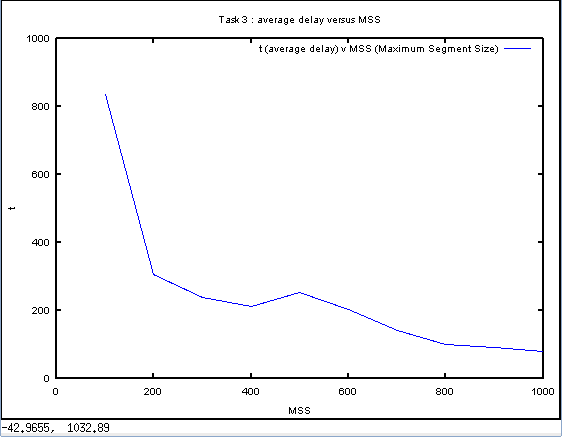 Task 3 : average delay versus MSS
t (average delay) v MSS (Maximum Segment Size)
1000
800
600
400
200
0
t
0 200 400 600 800 1000
MSS
-42.9655, 1032.89